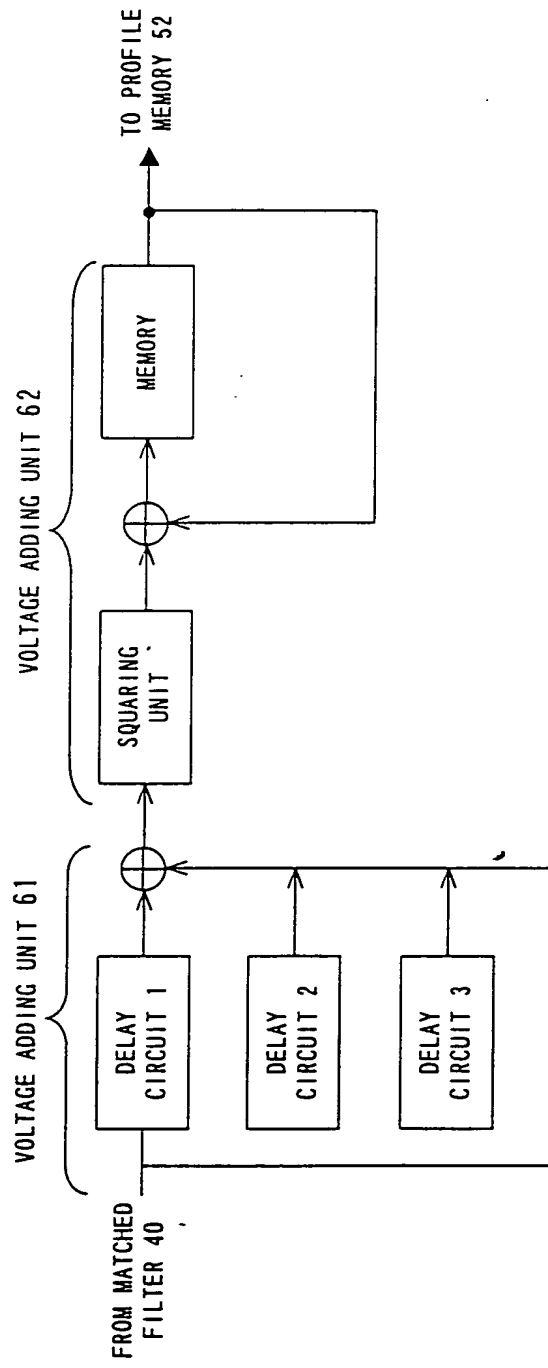 VOLTAGE ADDING UNIT 61
VOLTAGE ADDING UNIT 62
FROM MATCHED
FILTER 40
DELAY
CIRCUIT 1
DELAY
CIRCUIT 2
DELAY
CIRCUIT 3
SQUARING
UNIT
MEMORY
TO PROFILE
MEMORY 52